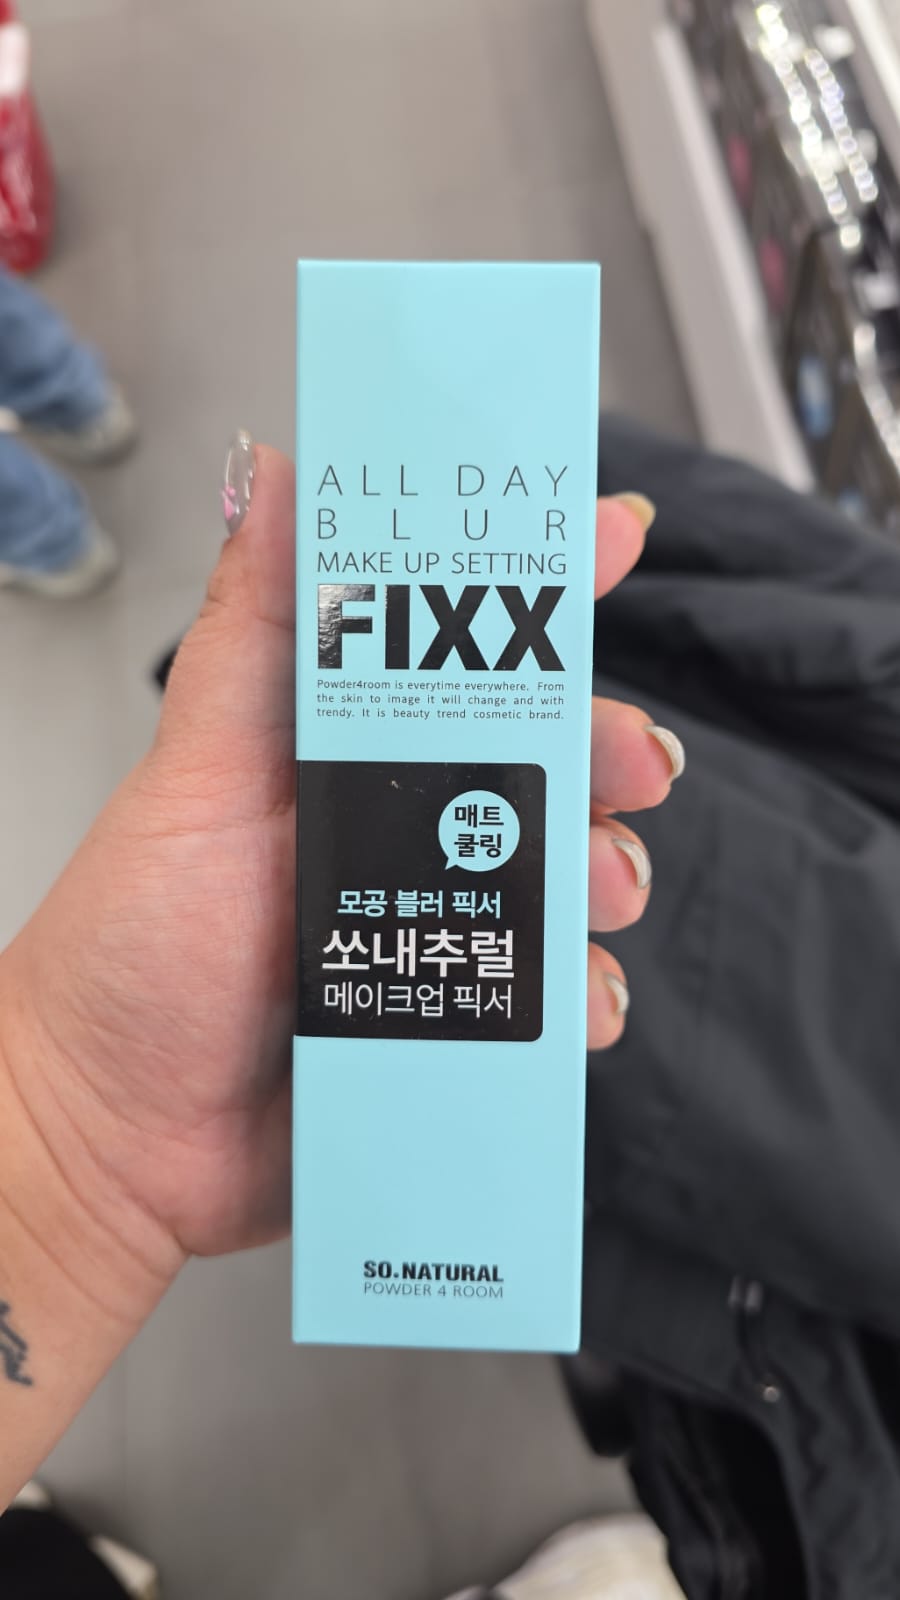 ALL DAY
BLUR
MAKE UP SETTING
FIXX
Powder4room is everytime everywhere. From
the skin to image it will change and with
trendy. It is beauty trend cosmetic brand.
매트
쿨링
모공 블러 픽서
쏘내추럴
메이크업 픽서
SO.NATURAL
POWDER 4 ROOM